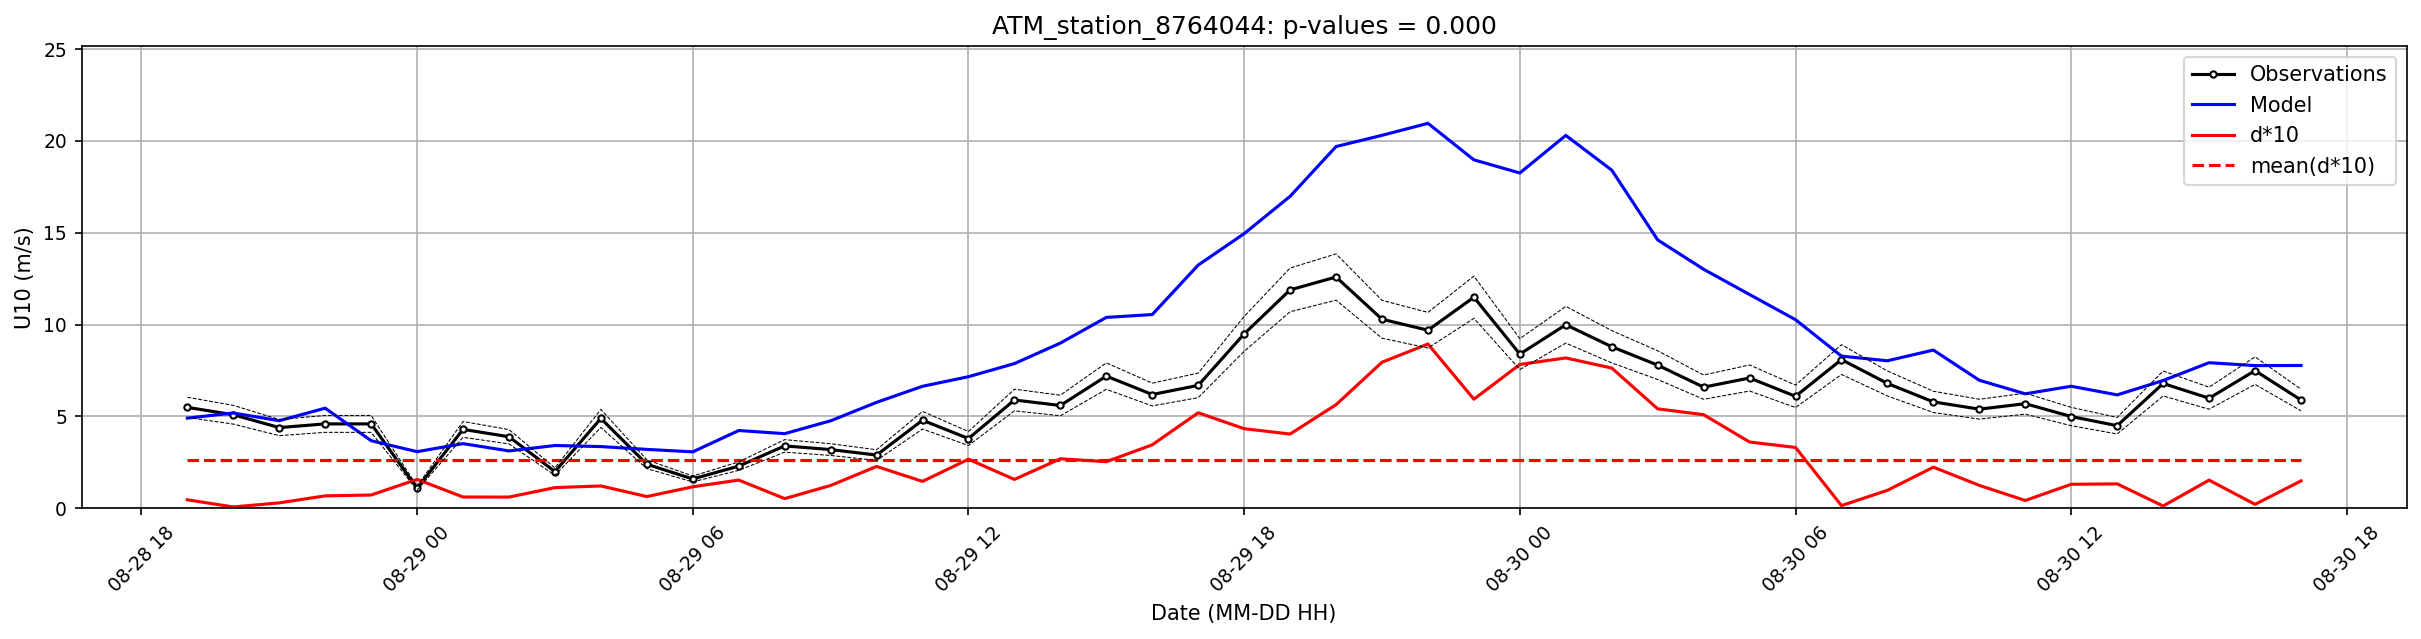 ATM_station_8764044: p-values = 0.000
25
20
15
10
5
0
U10 (m/s)
Observations
Model
d*10
mean(d*10)
08-28 18
08-29 00
08-29 06
08-29 12
08-29 18
08-30 00
08-30 06
08-30 12
08-30 18
Date (MM-DD HH)